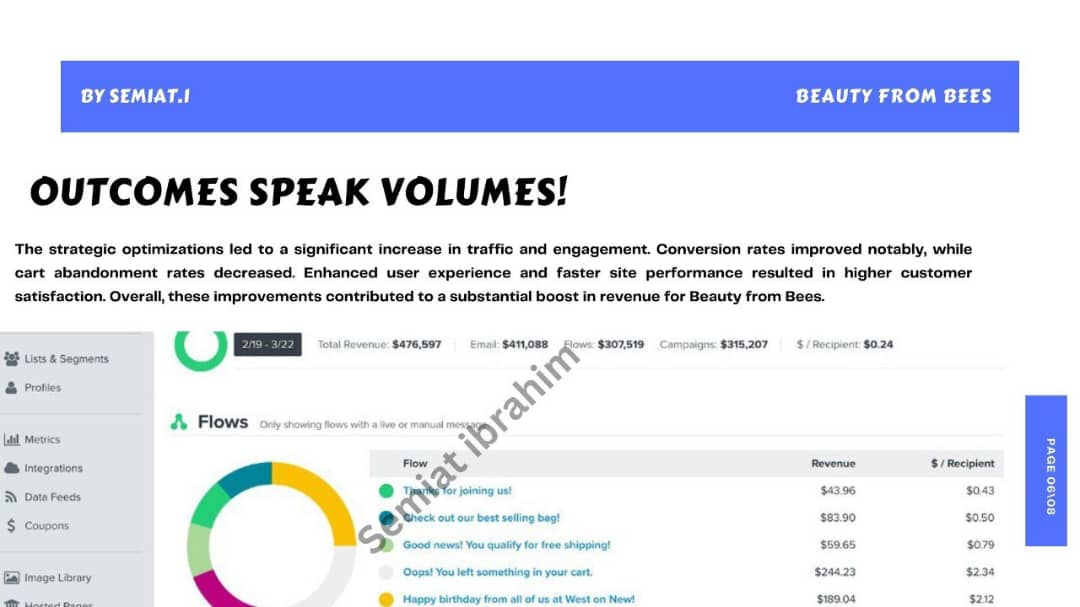 BY SEMIAT.I
BEAUTY FROM BEES
OUTCOMES SPEAK VOLUMES!
The strategic optimizations led to a significant increase in traffic and engagement. Conversion rates improved notably, while
cart abandonment rates decreased. Enhanced user experience and faster site performance resulted in higher customer
satisfaction. Overall, these improvements contributed to a substantial boost in revenue for Beauty from Bees.
Lists & Segments
Profiles
Metrics
Integrations
Data Feeds
Coupons
Image Library
Hosted Pages
2/19 - 3/22 Total Revenue: $476,597 Email: $411,088 Flows: $307,519 Campaigns: $315,207 $ / Recipient: $0.24
Flows Only showing flows with a live or manual message
Flow Revenue $ / Recipient
Thanks for joining us! $43.96 $0.43
Check out our best selling bag! $83.90 $0.50
Good news! You qualify for free shipping! $59.65 $0.79
Oops! You left something in your cart. $244.23 $2.34
Happy birthday from all of us at West on New! $189.04 $2.12
Semiat ibrahim
PAGE 06\08